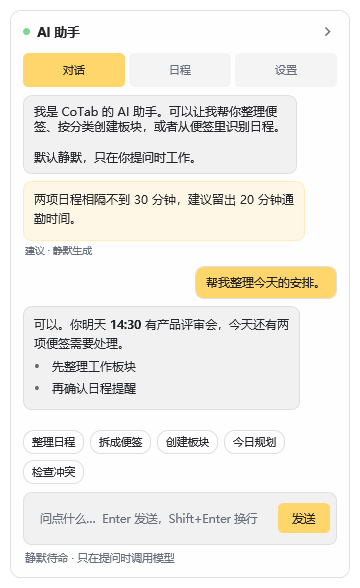 AI 助手
对话 日程 设置
我是 CoTab 的 AI 助手。可以让我帮你整理便
签、按分类创建板块，或者从便签里识别日程。
默认静默，只在你提问时工作。
两项日程相隔不到 30 分钟，建议留出 20 分钟通
勤时间。
建议 · 静默生成
帮我整理今天的安排。
可以。你明天 14:30 有产品评审会，今天还有两
项便签需要处理。
• 先整理工作板块
• 再确认日程提醒
整理日程 拆成便签 创建板块 今日规划
检查冲突
问点什么... Enter 发送，Shift+Enter 换行 发送
静默待命 · 只在提问时调用模型